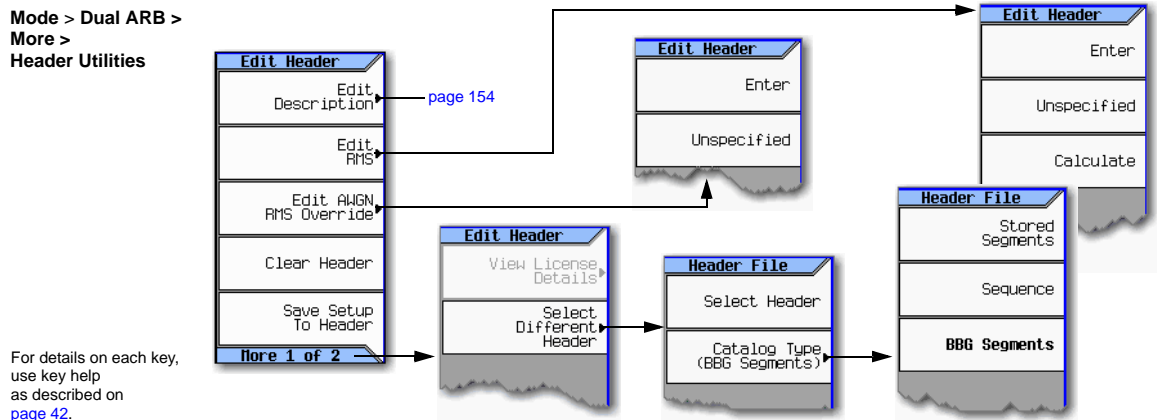 Mode > Dual ARB >
More >
Header Utilities
Edit Header
Edit
Description
page 154
Edit
RMS
Edit AWGN
RMS Override
Clear Header
Save Setup
To Header
More 1 of 2
Edit Header
Enter
Unspecified
Edit Header
Enter
Unspecified
Calculate
Edit Header
View License
Details
Select
Different
Header
Header File
Select Header
Catalog Type
(BBG Segments)
Header File
Stored
Segments
Sequence
BBG Segments
For details on each key,
use key help
as described on
page 42.